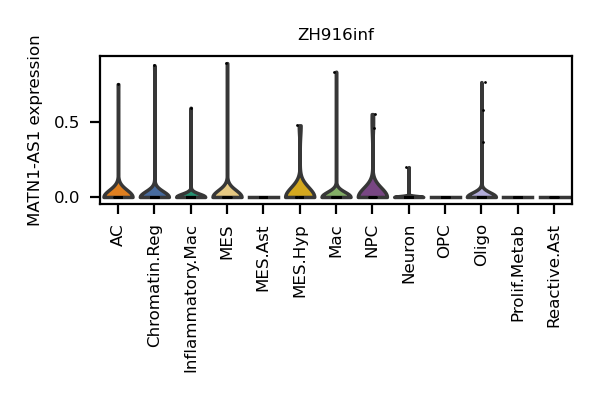 ZH916inf
MATN1-AS1 expression
0.5
0.0
AC
Chromatin.Reg
Inflammatory.Mac
MES
MES.Ast
MES.Hyp
Mac
NPC
Neuron
OPC
Oligo
Prolif.Metab
Reactive.Ast